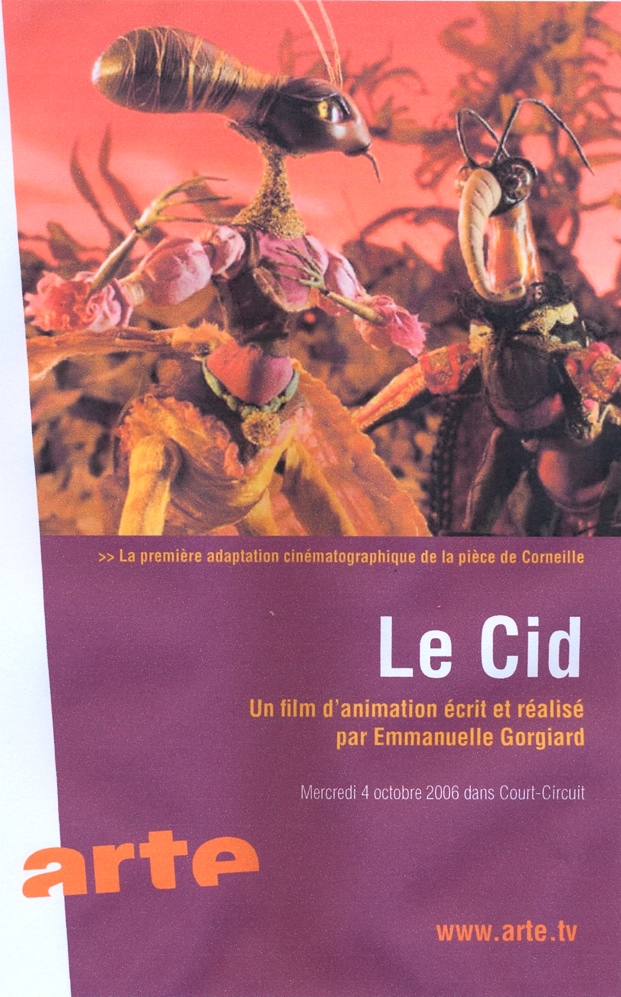 >> La première adaptation cinématographique de la pièce de Corneille
Le Cid
Un film d'animation écrit et réalisé
par Emmanuelle Gorgiard
Mercredi 4 octobre 2006 dans Court-Circuit
arte
www.arte.tv